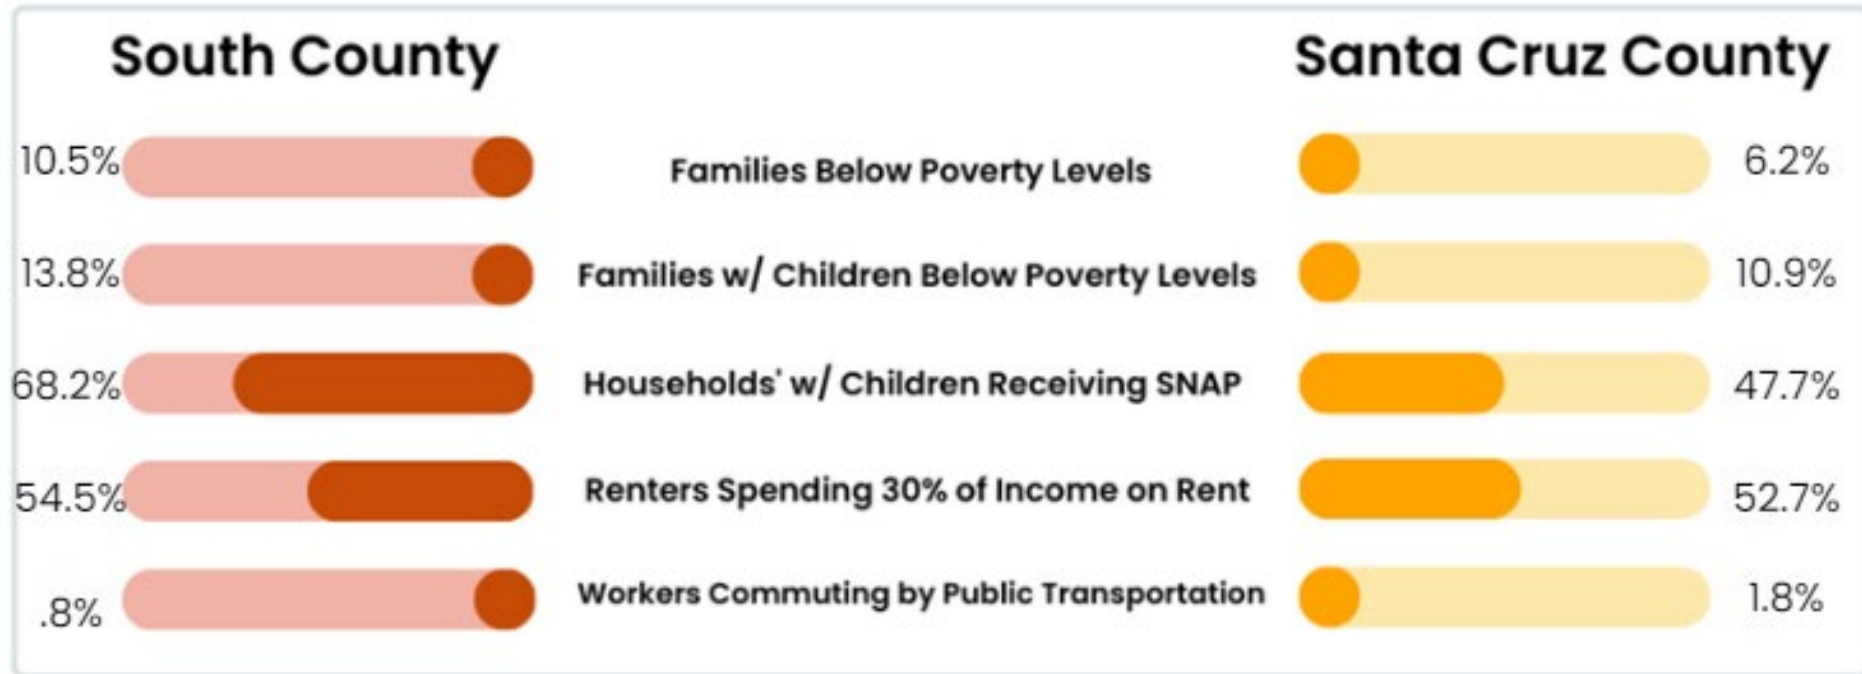 South County
Santa Cruz County
10.5%
Families Below Poverty Levels
6.2%
13.8%
Families w/ Children Below Poverty Levels
10.9%
68.2%
Households' w/ Children Receiving SNAP
47.7%
54.5%
Renters Spending 30% of Income on Rent
52.7%
.8%
Workers Commuting by Public Transportation
1.8%